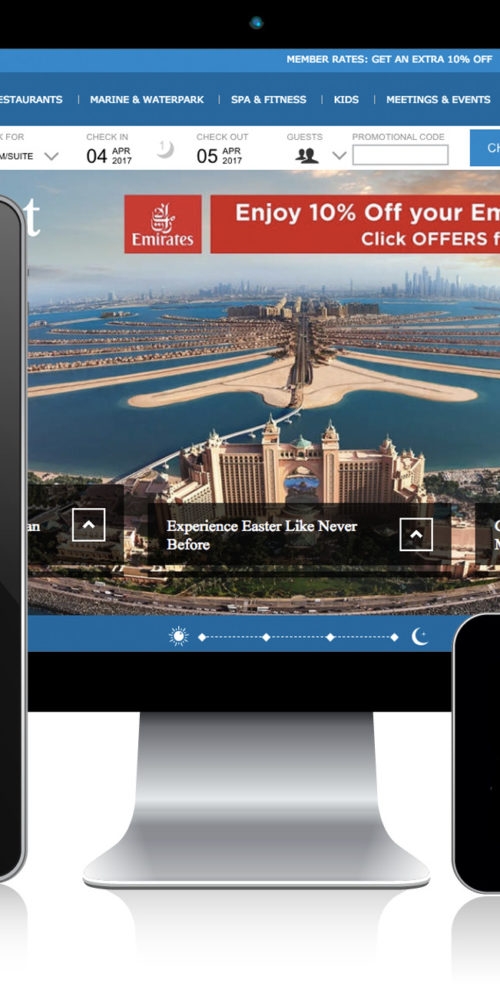 MEMBER RATES: GET AN EXTRA 10% OFF
ESTAURANTS | MARINE & WATERPARK | SPA & FITNESS | KIDS | MEETINGS & EVENTS
K FOR CHECK IN CHECK OUT GUESTS PROMOTIONAL CODE
M/SUITE 04 APR 2017 1 05 APR 2017 CH
t
Emirates
Enjoy 10% Off your Em
Click OFFERS f
an
Experience Easter Like Never
Before